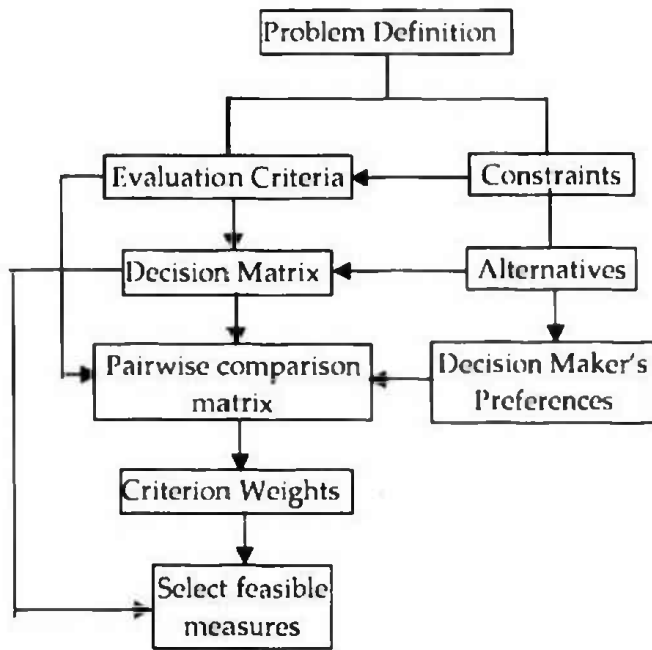 Problem Definition
Evaluation Criteria
Constraints
Decision Matrix
Alternatives
Pairwise comparison
matrix
Decision Maker's
Preferences
Criterion Weights
Select feasible
measures